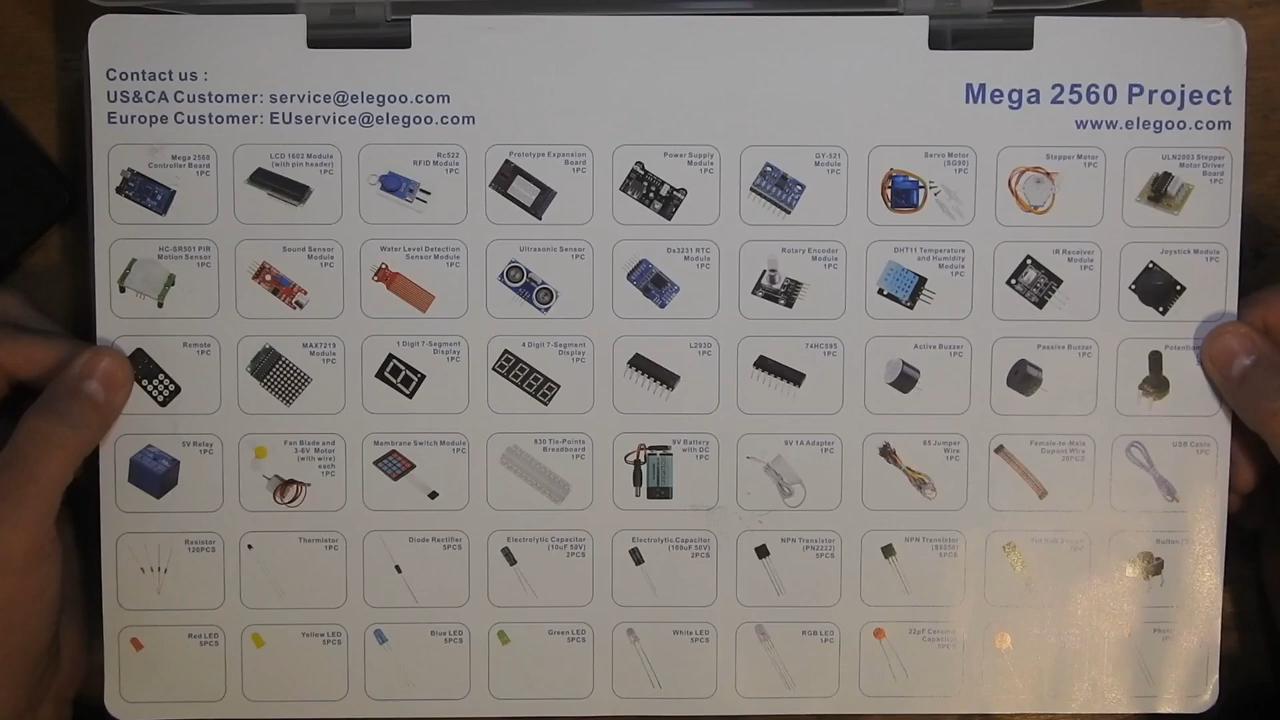 Contact us :
US&CA Customer: service@elegoo.com
Europe Customer: EUservice@elegoo.com
Mega 2560 Project
www.elegoo.com
Mega 2560
Controller Board
1PC
LCD 1602 Module
(with pin header)
1PC
Rc522
RFID Module
1PC
Prototype Expansion
Board
1PC
Power Supply
Module
1PC
GY-521
Module
1PC
Servo Motor
(SG90)
1PC
Stepper Motor
1PC
ULN2003 Stepper
Motor Driver
Board
1PC
HC-SR501 PIR
Motion Sensor
1PC
Sound Sensor
Module
1PC
Water Level Detection
Sensor Module
1PC
Ultrasonic Sensor
1PC
Ds3231 RTC
Module
1PC
Rotary Encoder
Module
1PC
DHT11 Temperature
and Humidity
Module
1PC
IR Receiver
Module
1PC
Joystick Module
1PC
Remote
1PC
MAX7219
Module
1PC
1 Digit 7-Segment
Display
1PC
4 Digit 7-Segment
Display
1PC
L293D
1PC
74HC595
1PC
Active Buzzer
1PC
Passive Buzzer
1PC
5V Relay
1PC
Fan Blade and
3-6V Motor
(with wire)
each
1PC
Membrane Switch Module
1PC
830 Tie-Points
Breadboard
1PC
9V Battery
with DC
1PC
9V 1A Adapter
1PC
65 Jumper
Wire
1PC
Female-to-Male
Dupont Wire
20PCS
USB Cable
1PC
Resistor
120PCS
Thermistor
1PC
Diode Rectifier
5PCS
Electrolytic Capacitor
(10uF 50V)
2PCS
Electrolytic Capacitor
(100uF 50V)
2PCS
NPN Transistor
(PN2222)
5PCS
NPN Transistor
(S8050)
5PCS
Button
Red LED
5PCS
Yellow LED
5PCS
Blue LED
5PCS
Green LED
5PCS
White LED
5PCS
RGB LED
1PC
22pF Ceramic
Capacitor
5PCS